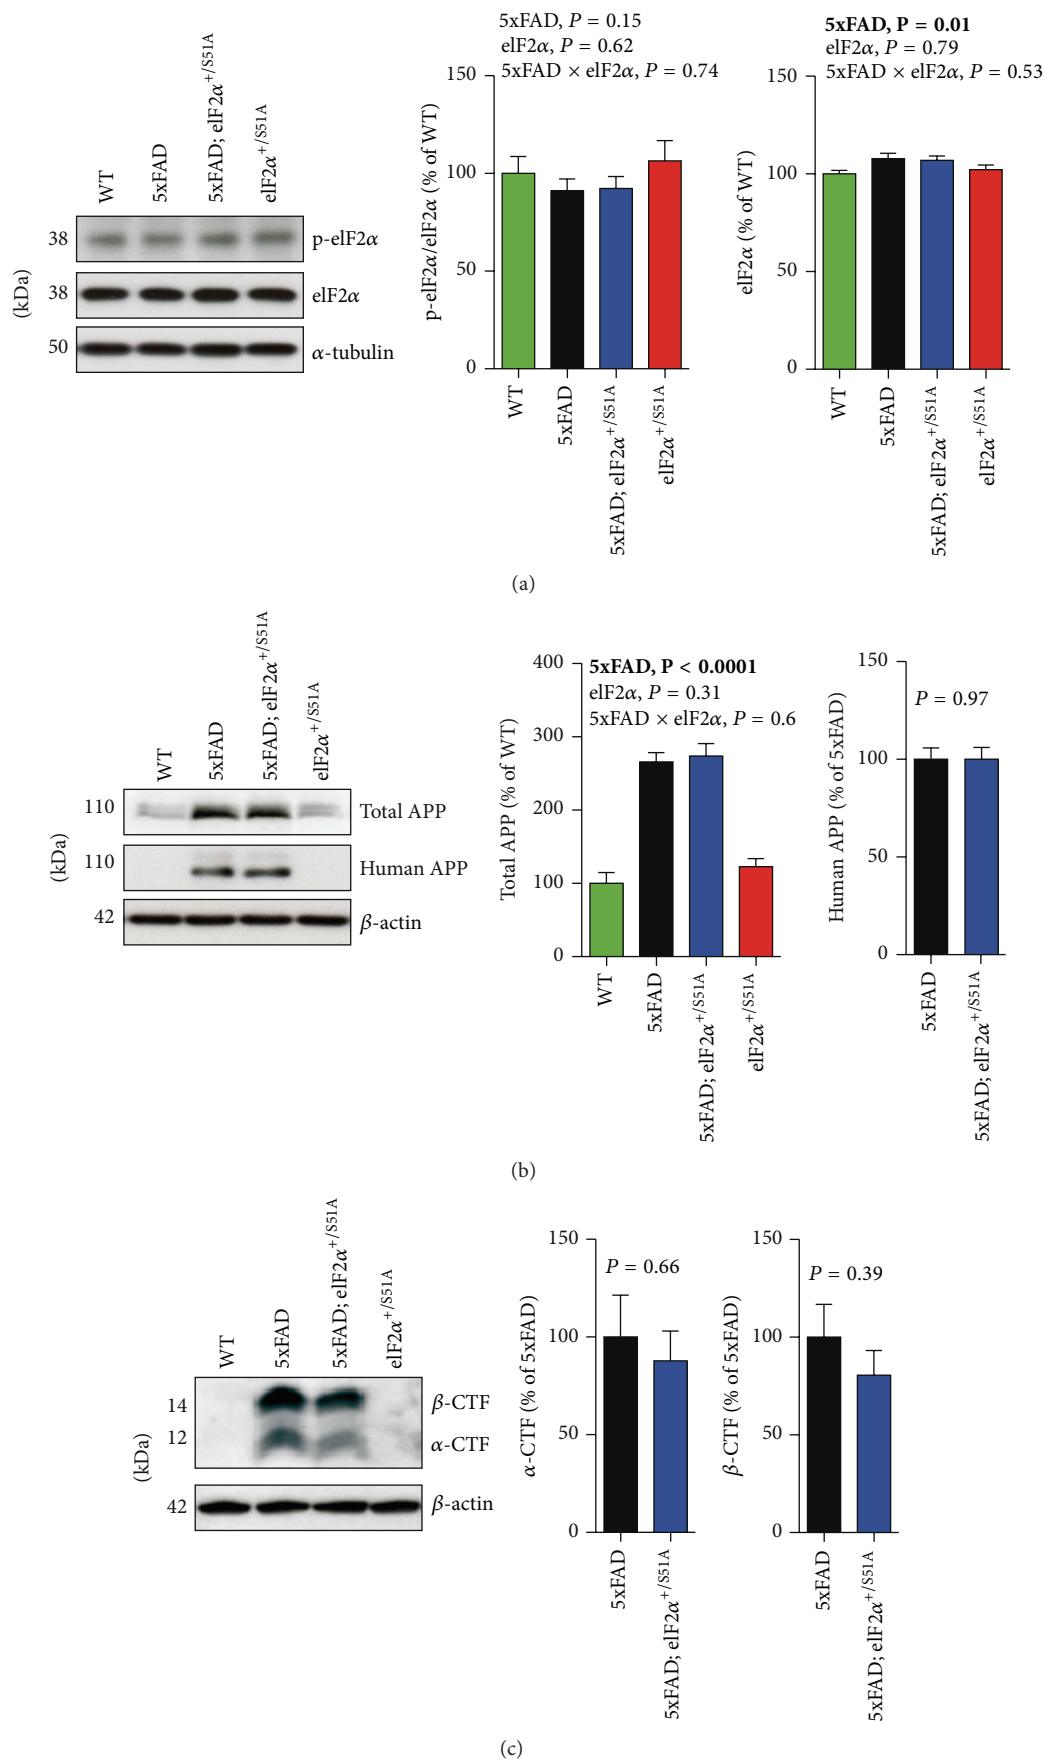 WT
5xFAD
5xFAD; eIF2α+/S51A
eIF2α+/S51A
(kDa)
38
p-eIF2α
38
eIF2α
50
α-tubulin
5xFAD, P = 0.15
eIF2α, P = 0.62
5xFAD × eIF2α, P = 0.74
p-eIF2α/eIF2α (% of WT)
150
100
50
0
WT
5xFAD
5xFAD; eIF2α+/S51A
eIF2α+/S51A
5xFAD, P = 0.01
eIF2α, P = 0.79
5xFAD × eIF2α, P = 0.53
eIF2α (% of WT)
150
100
50
0
WT
5xFAD
5xFAD; eIF2α+/S51A
eIF2α+/S51A
(a)
WT
5xFAD
5xFAD; eIF2α+/S51A
eIF2α+/S51A
(kDa)
110
Total APP
110
Human APP
42
β-actin
5xFAD, P < 0.0001
eIF2α, P = 0.31
5xFAD × eIF2α, P = 0.6
Total APP (% of WT)
400
300
200
100
0
WT
5xFAD
5xFAD; eIF2α+/S51A
eIF2α+/S51A
P = 0.97
Human APP (% of 5xFAD)
150
100
50
0
5xFAD
5xFAD; eIF2α+/S51A
(b)
WT
5xFAD
5xFAD; eIF2α+/S51A
eIF2α+/S51A
(kDa)
14
β-CTF
12
α-CTF
42
β-actin
P = 0.66
α-CTF (% of 5xFAD)
150
100
50
0
5xFAD
5xFAD; eIF2α+/S51A
P = 0.39
β-CTF (% of 5xFAD)
150
100
50
0
5xFAD
5xFAD; eIF2α+/S51A
(c)